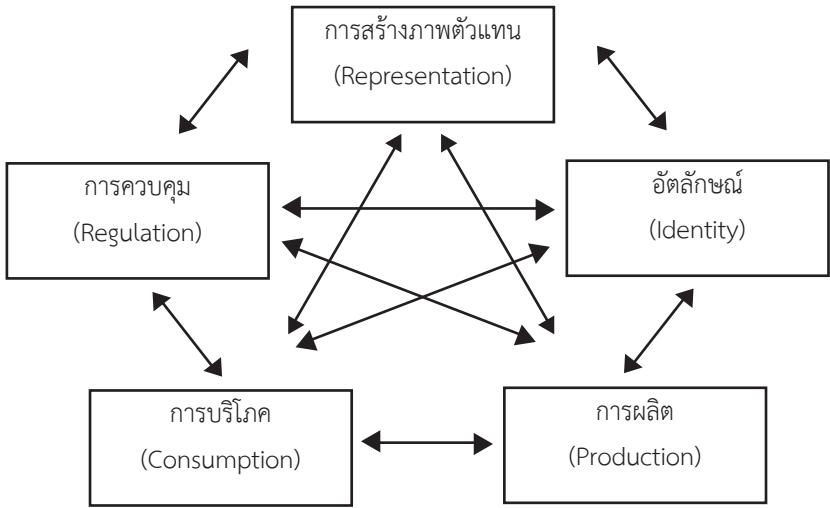 การสร้างภาพตัวแทน
(Representation)
การควบคุม
(Regulation)
อัตลักษณ์
(Identity)
การบริโภค
(Consumption)
การผลิต
(Production)